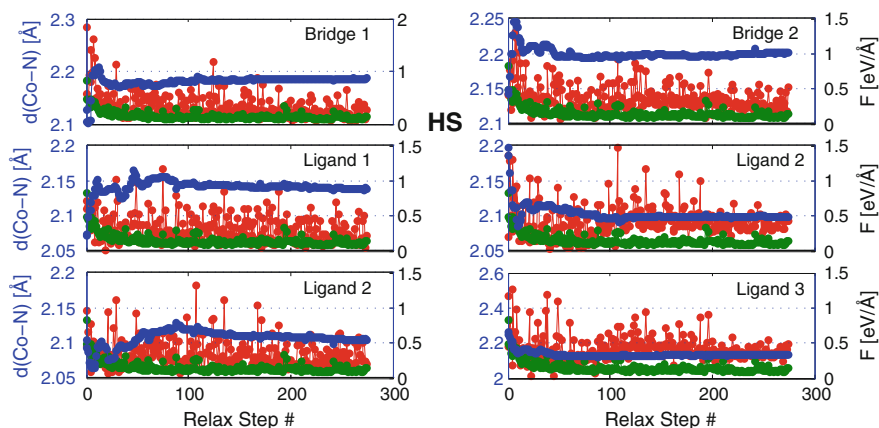 Bridge 1
d(Co–N) [Å]
2.3
2.2
2.1
2
1
0
Bridge 2
2.25
2.2
2.15
2.1
1.5
1
0.5
0
F [eV/Å]
HS
Ligand 1
d(Co–N) [Å]
2.2
2.15
2.1
2.05
1.5
1
0.5
0
Ligand 2
2.2
2.15
2.1
2.05
1.5
1
0.5
0
F [eV/Å]
Ligand 2
d(Co–N) [Å]
2.2
2.15
2.1
2.05
1.5
1
0.5
0
0 100 200 300
Relax Step #
Ligand 3
2.6
2.4
2.2
2
1.5
1
0.5
0
F [eV/Å]
0 100 200 300
Relax Step #